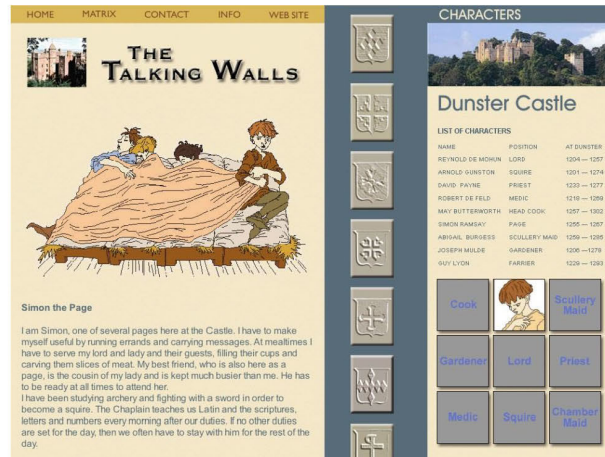 HOME MATRIX CONTACT INFO WEB SITE
THE
TALKING WALLS
Simon the Page
I am Simon, one of several pages here at the Castle. I have to make
myself useful by running errands and carrying messages. At mealtimes I
have to serve my lord and lady and their guests, filling their cups and
carving them slices of meat. My best friend, who is also here as a
page, is the cousin of my lady and is kept much busier than me. He has
to be ready at all times to attend her.
I have been studying archery and fighting with a sword in order to
become a squire. The Chaplain teaches us Latin and the scriptures,
letters and numbers every morning after our duties. If no other duties
are set for the day, then we often have to stay with him for the rest of the
day.
CHARACTERS
Dunster Castle
LIST OF CHARACTERS
NAME POSITION AT DUNSTER
REYNOLD DE MOHUN LORD 1204 — 1257
ARNOLD GUNSTON SQUIRE 1201 — 1274
DAVID PAYNE PRIEST 1233 — 1277
ROBERT DE FELD MEDIC 1218 — 1268
MAY BUTTERWORTH HEAD COOK 1257 — 1302
SIMON RAMSAY PAGE 1255 — 1267
ABIGAIL BURGESS SCULLERY MAID 1259 — 1295
JOSEPH MULDE GARDENER 1206 —1279
GUY LYON FARRIER 1229 — 1293
Cook
Scullery
Maid
Gardener Lord Priest
Medic Squire Chamber
Maid